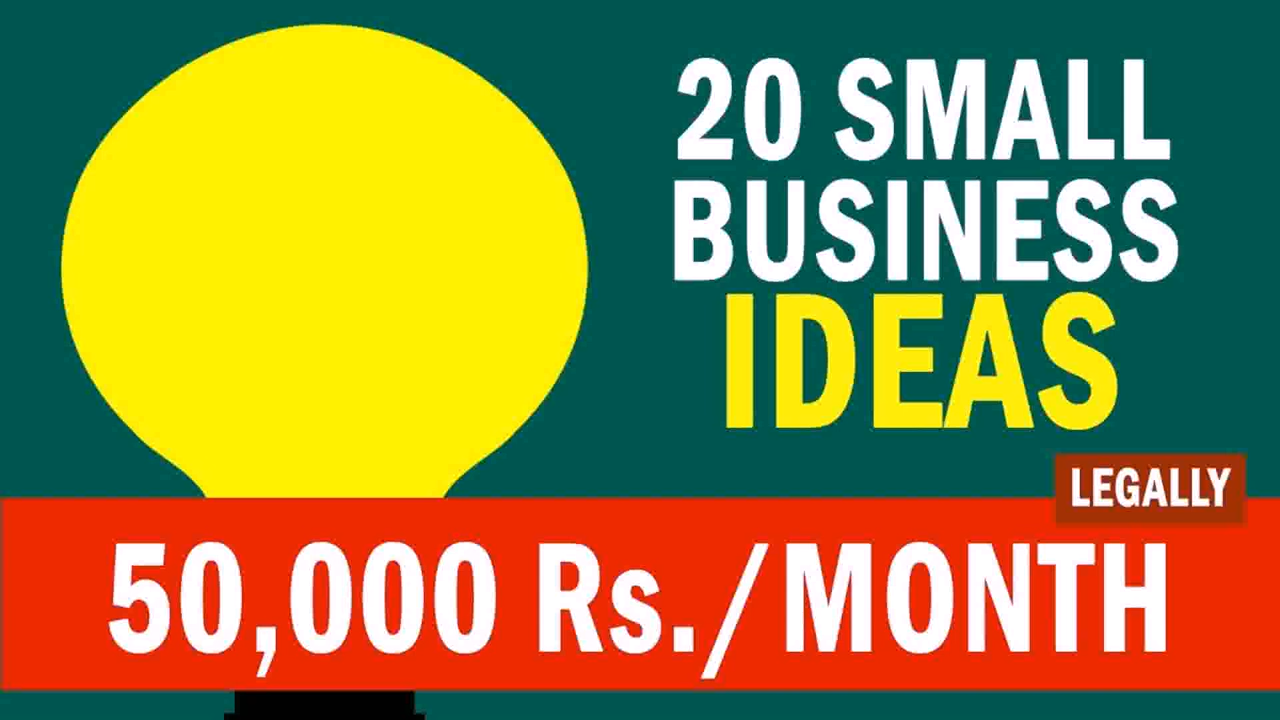 20 SMALL
BUSINESS
IDEAS
LEGALLY
50,000 Rs./MONTH